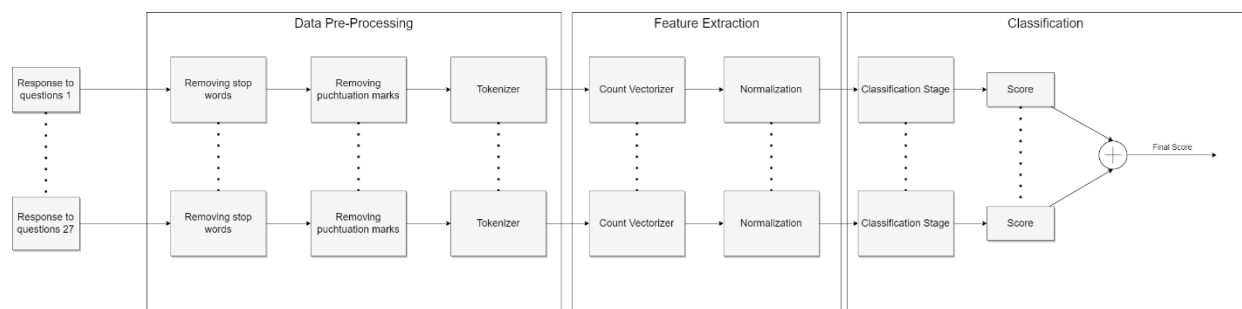 Data Pre-Processing
Feature Extraction
Classification
Response to
questions 1
Removing stop
words
Removing
puchtuation marks
Tokenizer
Count Vectorizer
Normalization
Classification Stage
Score
Final Score
Response to
questions 27
Removing stop
words
Removing
puchtuation marks
Tokenizer
Count Vectorizer
Normalization
Classification Stage
Score